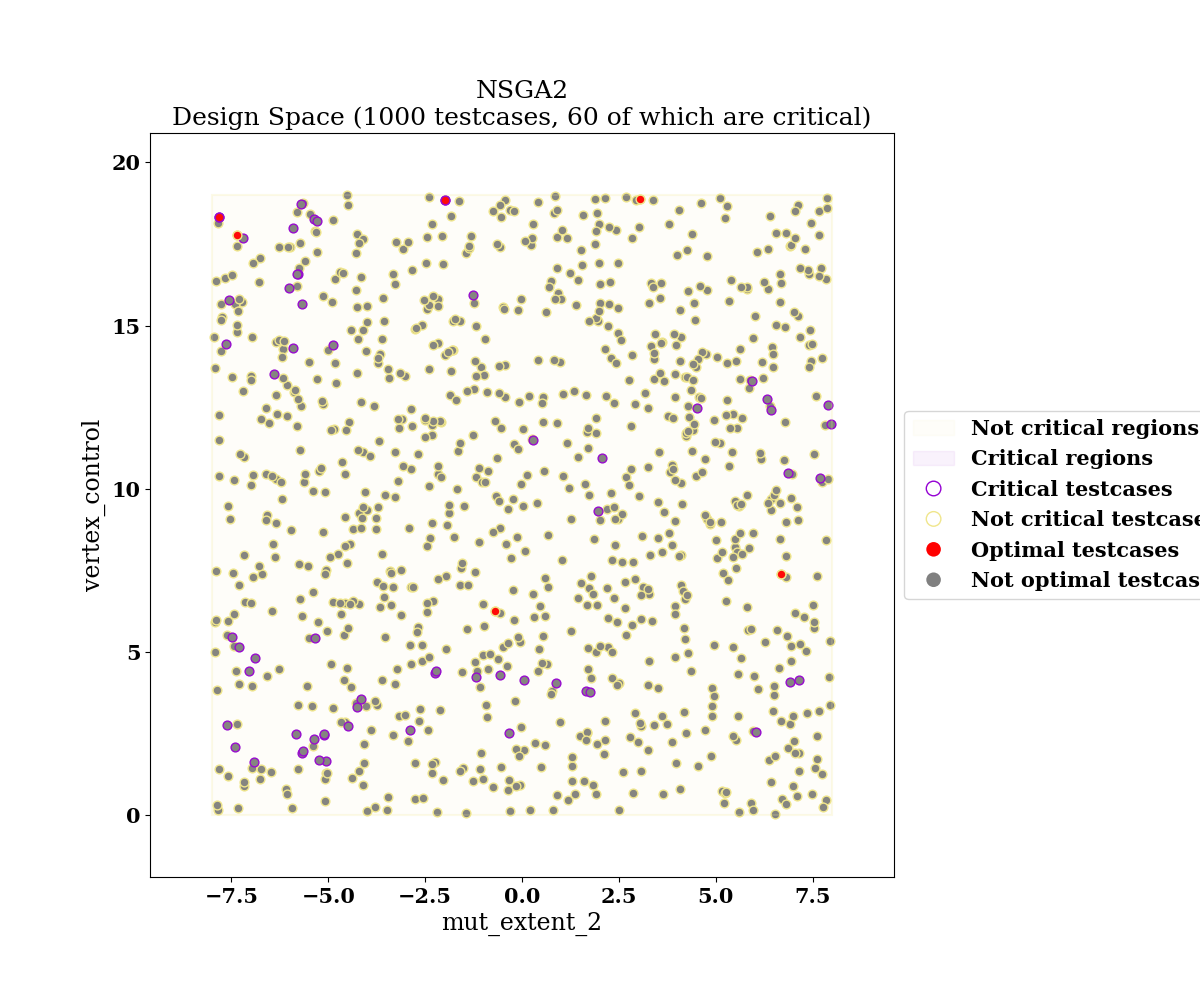 NSGA2
Design Space (1000 testcases, 60 of which are critical)
20
15
10
5
0
vertex_control
−7.5
−5.0
−2.5
0.0
2.5
5.0
7.5
mut_extent_2
Not critical regions
Critical regions
Critical testcases
Not critical testcase
Optimal testcases
Not optimal testcas